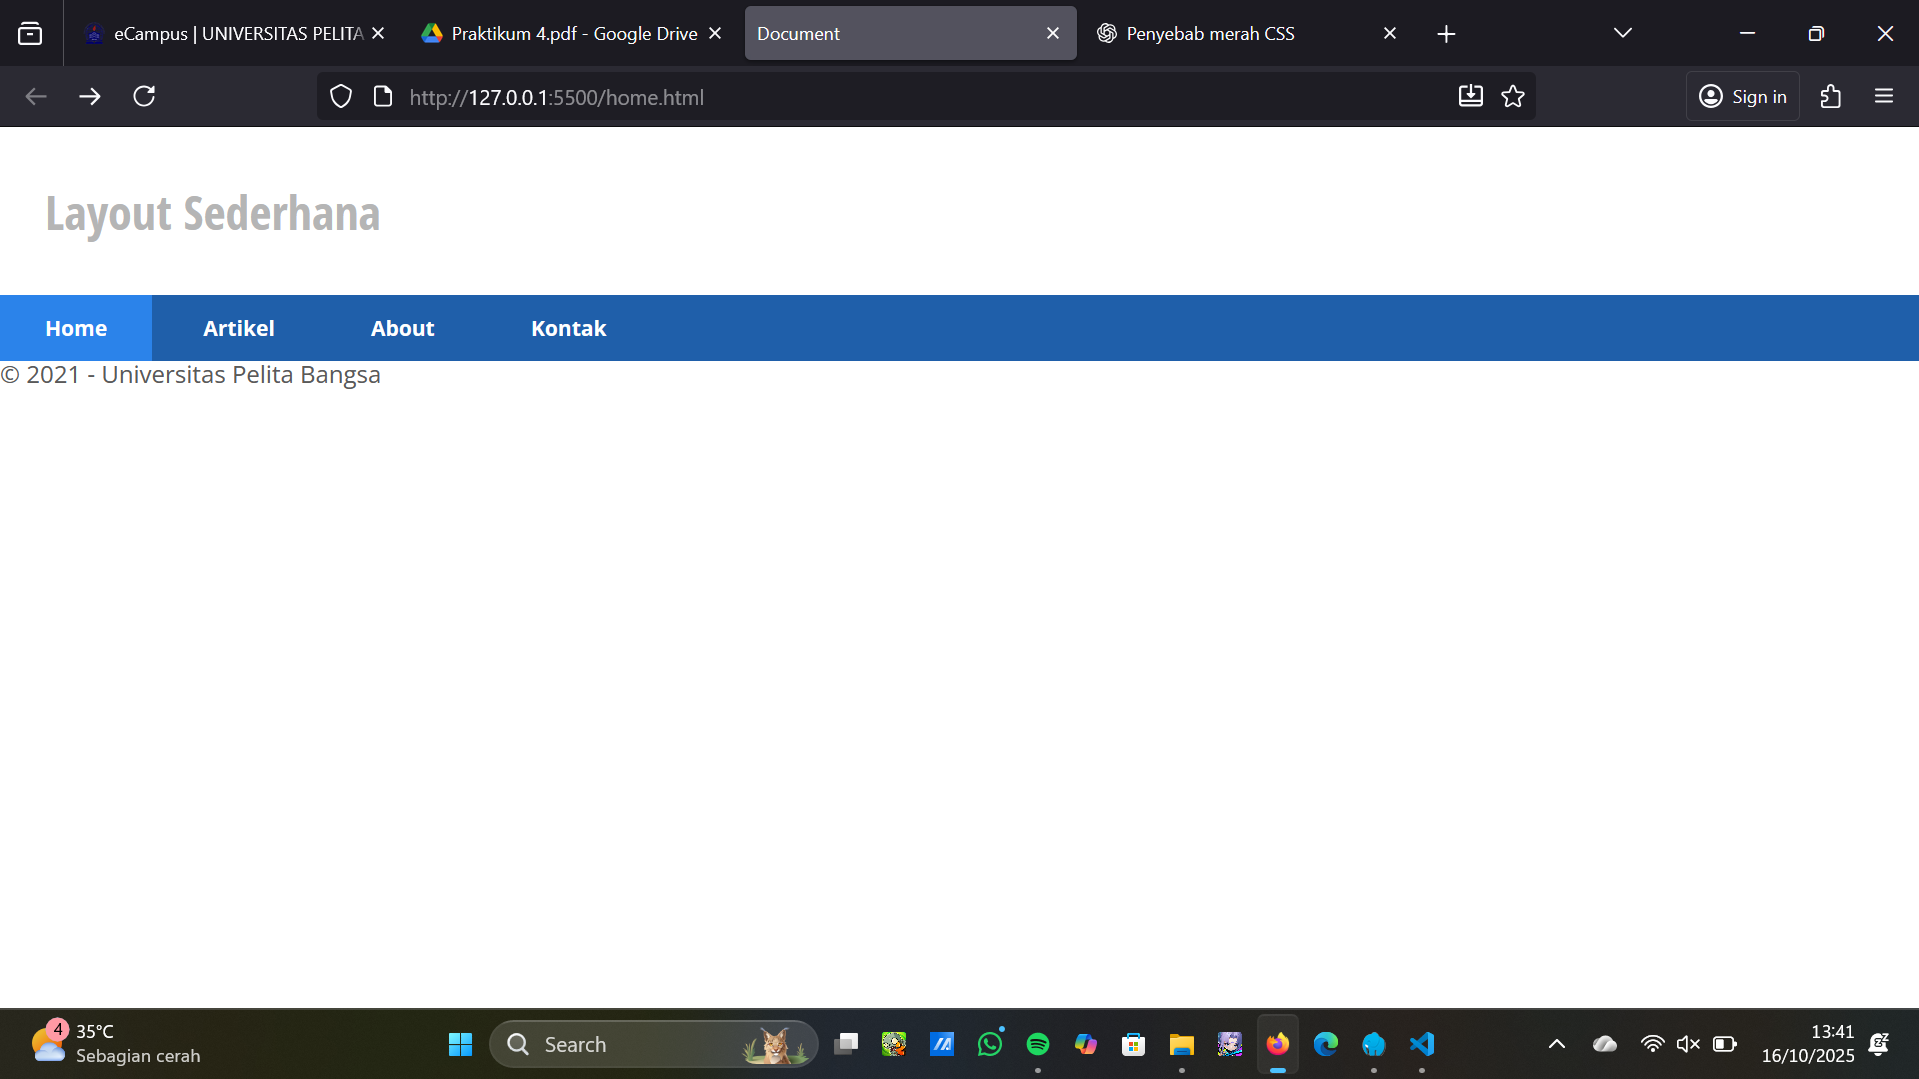 eCampus | UNIVERSITAS PELITA
Praktikum 4.pdf - Google Drive
Document
Penyebab merah CSS
http://127.0.0.1:5500/home.html
Sign in
Layout Sederhana
Home Artikel About Kontak
© 2021 - Universitas Pelita Bangsa
4
35°C
Sebagian cerah
Search
13:41
16/10/2025